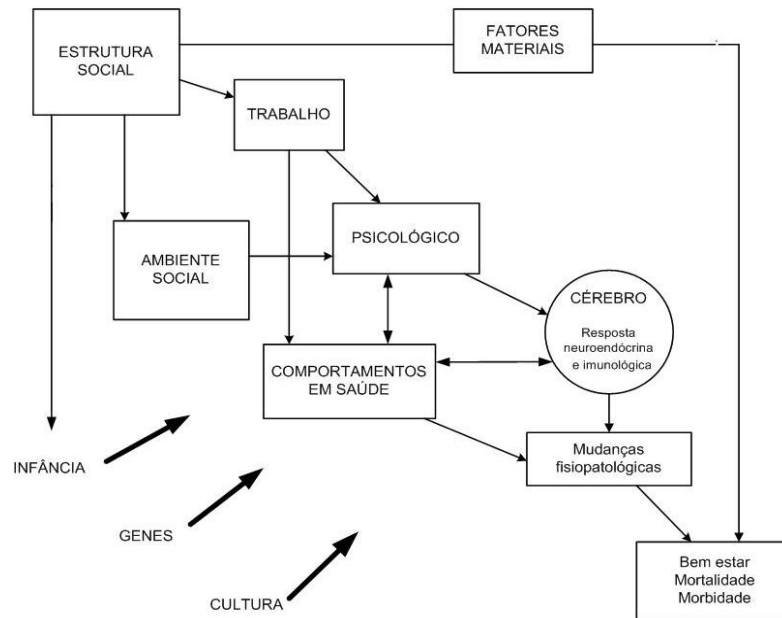 ESTRUTURA
SOCIAL
FATORES
MATERIAIS
TRABALHO
PSICOLÓGICO
AMBIENTE
SOCIAL
CÉREBRO
Resposta
neuroendócrina
e imunológica
COMPORTAMENTOS
EM SAÚDE
Mudanças
fisiopatológicas
INFÂNCIA
GENES
CULTURA
Bem estar
Mortalidade
Morbidade